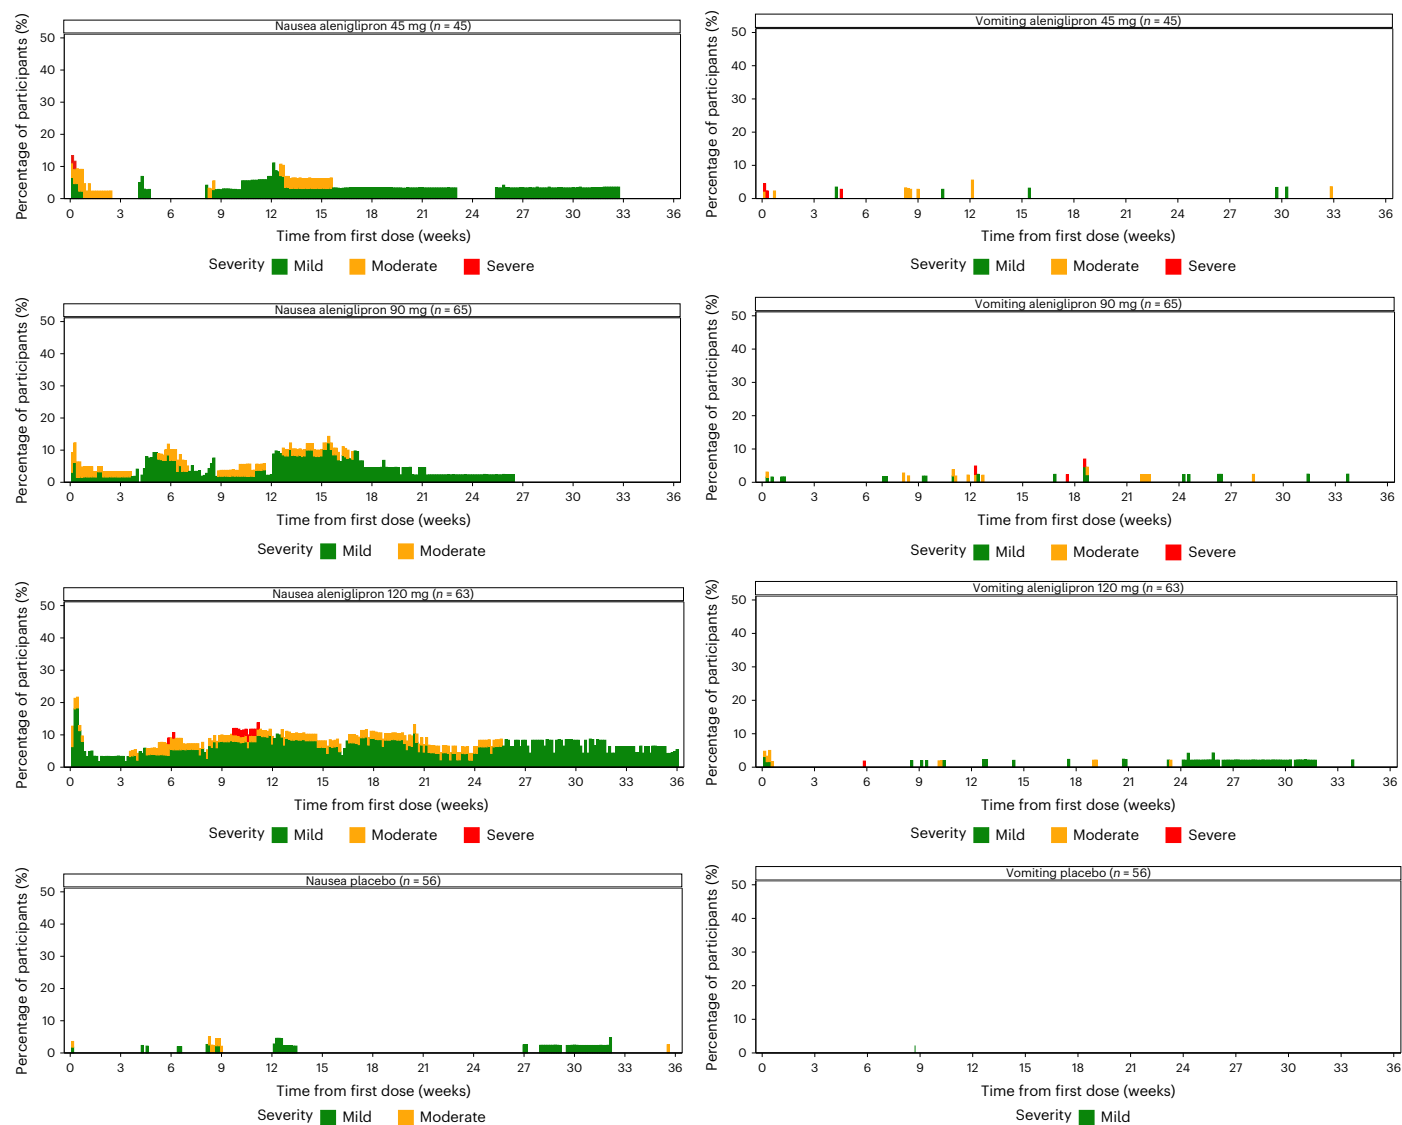 Nausea aleniglipron 45 mg (n = 45)
Percentage of participants (%)
50
40
30
20
10
0
0 3 6 9 12 15 18 21 24 27 30 33 36
Time from first dose (weeks)
Severity Mild Moderate Severe
Vomiting aleniglipron 45 mg (n = 45)
Percentage of participants (%)
50
40
30
20
10
0
0 3 6 9 12 15 18 21 24 27 30 33 36
Time from first dose (weeks)
Severity Mild Moderate Severe
Nausea aleniglipron 90 mg (n = 65)
Percentage of participants (%)
50
40
30
20
10
0
0 3 6 9 12 15 18 21 24 27 30 33 36
Time from first dose (weeks)
Severity Mild Moderate
Vomiting aleniglipron 90 mg (n = 65)
Percentage of participants (%)
50
40
30
20
10
0
0 3 6 9 12 15 18 21 24 27 30 33 36
Time from first dose (weeks)
Severity Mild Moderate Severe
Nausea aleniglipron 120 mg (n = 63)
Percentage of participants (%)
50
40
30
20
10
0
0 3 6 9 12 15 18 21 24 27 30 33 36
Time from first dose (weeks)
Severity Mild Moderate Severe
Vomiting aleniglipron 120 mg (n = 63)
Percentage of participants (%)
50
40
30
20
10
0
0 3 6 9 12 15 18 21 24 27 30 33 36
Time from first dose (weeks)
Severity Mild Moderate Severe
Nausea placebo (n = 56)
Percentage of participants (%)
50
40
30
20
10
0
0 3 6 9 12 15 18 21 24 27 30 33 36
Time from first dose (weeks)
Severity Mild Moderate
Vomiting placebo (n = 56)
Percentage of participants (%)
50
40
30
20
10
0
0 3 6 9 12 15 18 21 24 27 30 33 36
Time from first dose (weeks)
Severity Mild